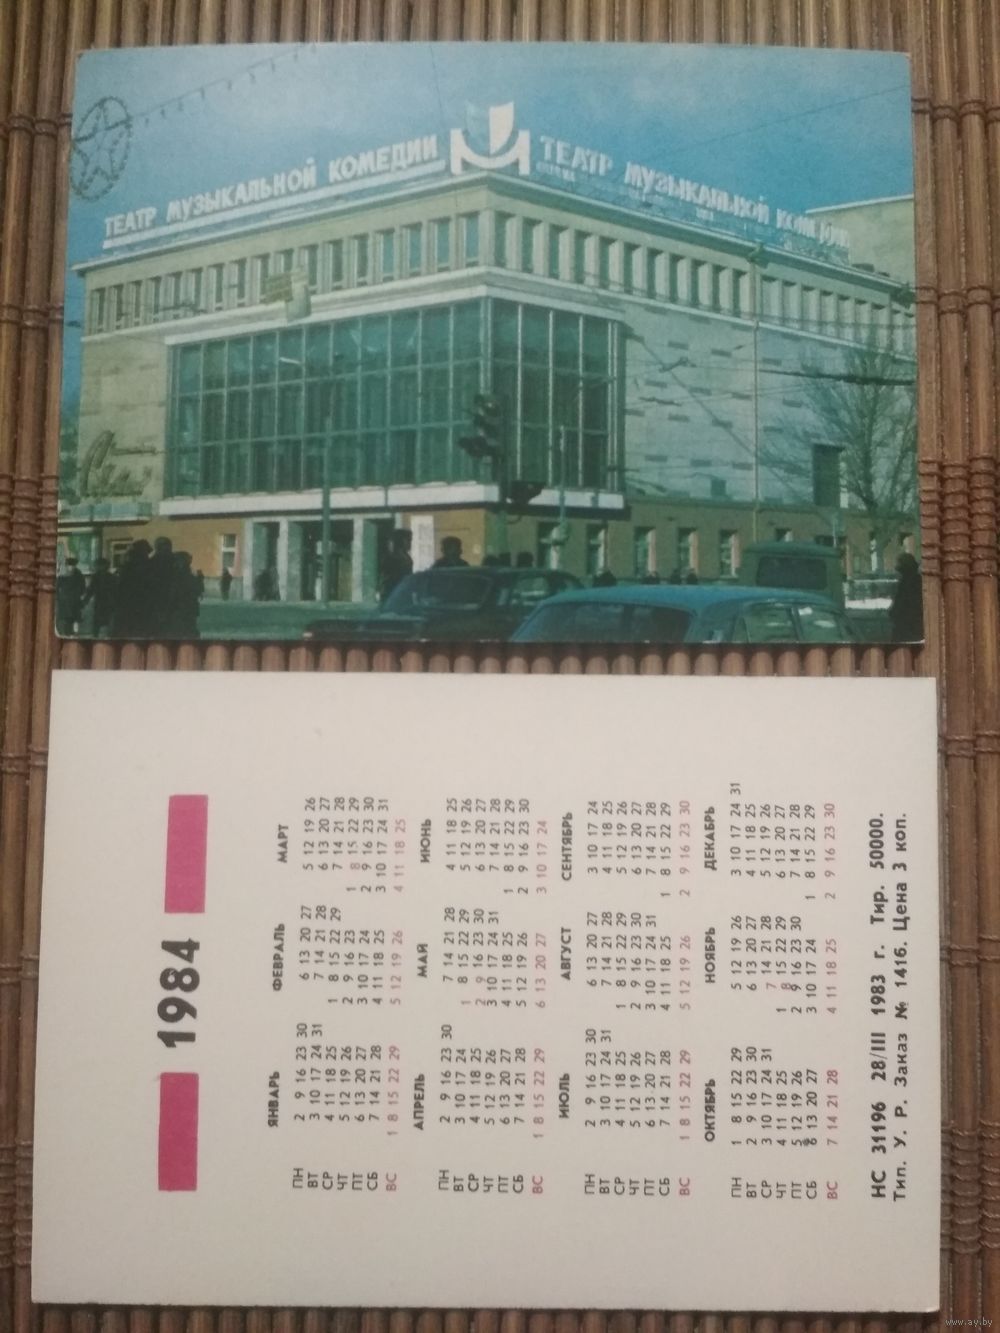 ТЕАТР МУЗЫКАЛЬНОЙ КОМЕДИИ
ТЕАТР МУЗЫКАЛЬНОЙ
1984
ЯНВАРЬ ФЕВРАЛЬ МАРТ
ПН 2 9 16 23 30 6 13 20 27 5 12 19 26
ВТ 3 10 17 24 31 7 14 21 28 6 13 20 27
СР 4 11 18 25 1 8 15 22 29 7 14 21 28
ЧТ 5 12 19 26 2 9 16 23 1 8 15 22 29
ПТ 6 13 20 27 3 10 17 24 2 9 16 23 30
СБ 7 14 21 28 4 11 18 25 3 10 17 24 31
ВС 1 8 15 22 29 5 12 19 26 4 11 18 25
АПРЕЛЬ МАЙ ИЮНЬ
ПН 2 9 16 23 30 7 14 21 28 4 11 18 25
ВТ 3 10 17 24 1 8 15 22 29 5 12 19 26
СР 4 11 18 25 2 9 16 23 30 6 13 20 27
ЧТ 5 12 19 26 3 10 17 24 31 7 14 21 28
ПТ 6 13 20 27 4 11 18 25 1 8 15 22 29
СБ 7 14 21 28 5 12 19 26 2 9 16 23 30
ВС 1 8 15 22 29 6 13 20 27 3 10 17 24
ИЮЛЬ АВГУСТ СЕНТЯБРЬ
ПН 2 9 16 23 30 6 13 20 27 3 10 17 24
ВТ 3 10 17 24 31 7 14 21 28 4 11 18 25
СР 4 11 18 25 1 8 15 22 29 5 12 19 26
ЧТ 5 12 19 26 2 9 16 23 30 6 13 20 27
ПТ 6 13 20 27 3 10 17 24 31 7 14 21 28
СБ 7 14 21 28 4 11 18 25 1 8 15 22 29
ВС 1 8 15 22 29 5 12 19 26 2 9 16 23 30
ОКТЯБРЬ НОЯБРЬ ДЕКАБРЬ
ПН 1 8 15 22 29 5 12 19 26 3 10 17 24 31
ВТ 2 9 16 23 30 6 13 20 27 4 11 18 25
СР 3 10 17 24 31 7 14 21 28 5 12 19 26
ЧТ 4 11 18 25 1 8 15 22 29 6 13 20 27
ПТ 5 12 19 26 2 9 16 23 30 7 14 21 28
СБ 6 13 20 27 3 10 17 24 1 8 15 22 29
ВС 7 14 21 28 4 11 18 25 2 9 16 23 30
НС 31196 28/III 1983 г. Тир. 50000.
Тип. У. Р. Заказ № 1416. Цена 3 коп.
www.ay.by